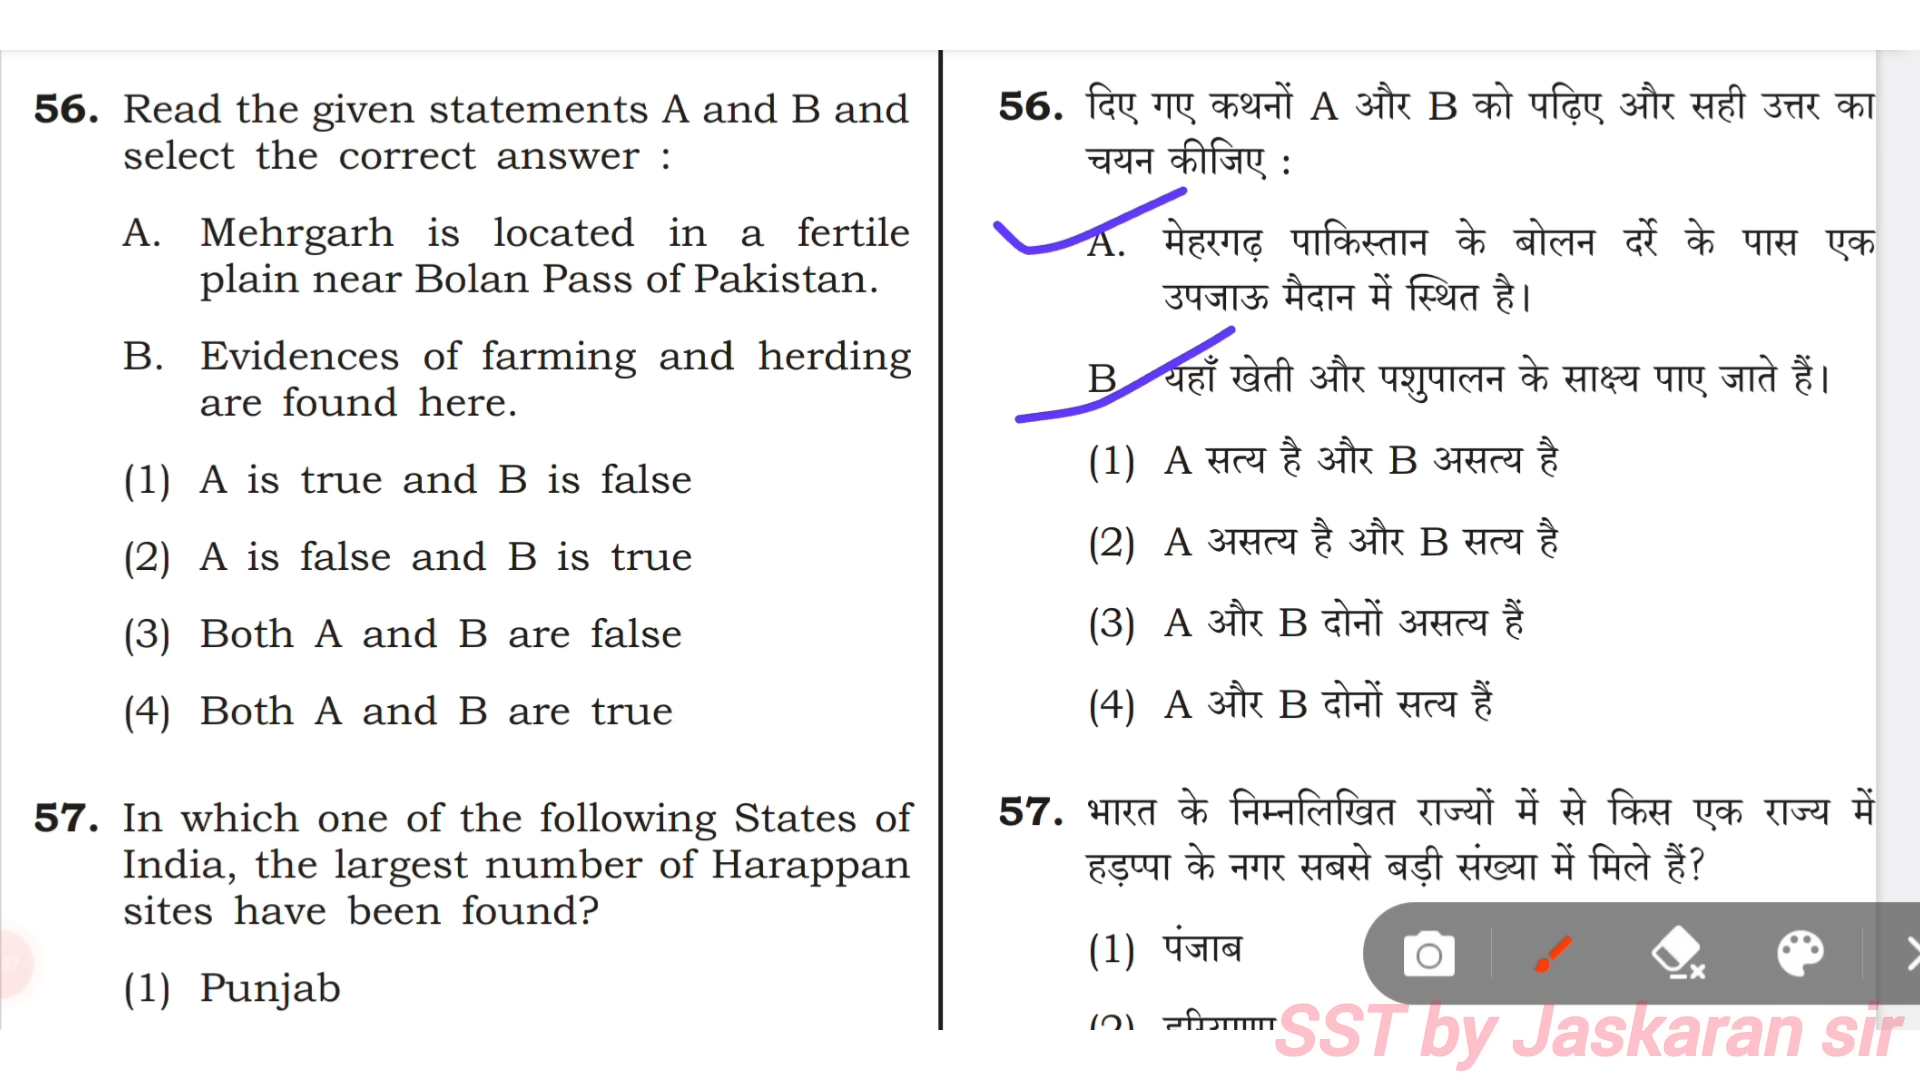 56. Read the given statements A and B and
select the correct answer :
A. Mehrgarh is located in a fertile
plain near Bolan Pass of Pakistan.
B. Evidences of farming and herding
are found here.
(1) A is true and B is false
(2) A is false and B is true
(3) Both A and B are false
(4) Both A and B are true
57. In which one of the following States of
India, the largest number of Harappan
sites have been found?
(1) Punjab
56. दिए गए कथनों A और B को पढ़िए और सही उत्तर का
चयन कीजिए :
A. मेहरगढ़ पाकिस्तान के बोलन दर्रे के पास एक
उपजाऊ मैदान में स्थित है।
B. यहाँ खेती और पशुपालन के साक्ष्य पाए जाते हैं।
(1) A सत्य है और B असत्य है
(2) A असत्य है और B सत्य है
(3) A और B दोनों असत्य हैं
(4) A और B दोनों सत्य हैं
57. भारत के निम्नलिखित राज्यों में से किस एक राज्य में
हड़प्पा के नगर सबसे बड़ी संख्या में मिले हैं?
(1) पंजाब
(2) हरियाणा
SST by Jaskaran sir